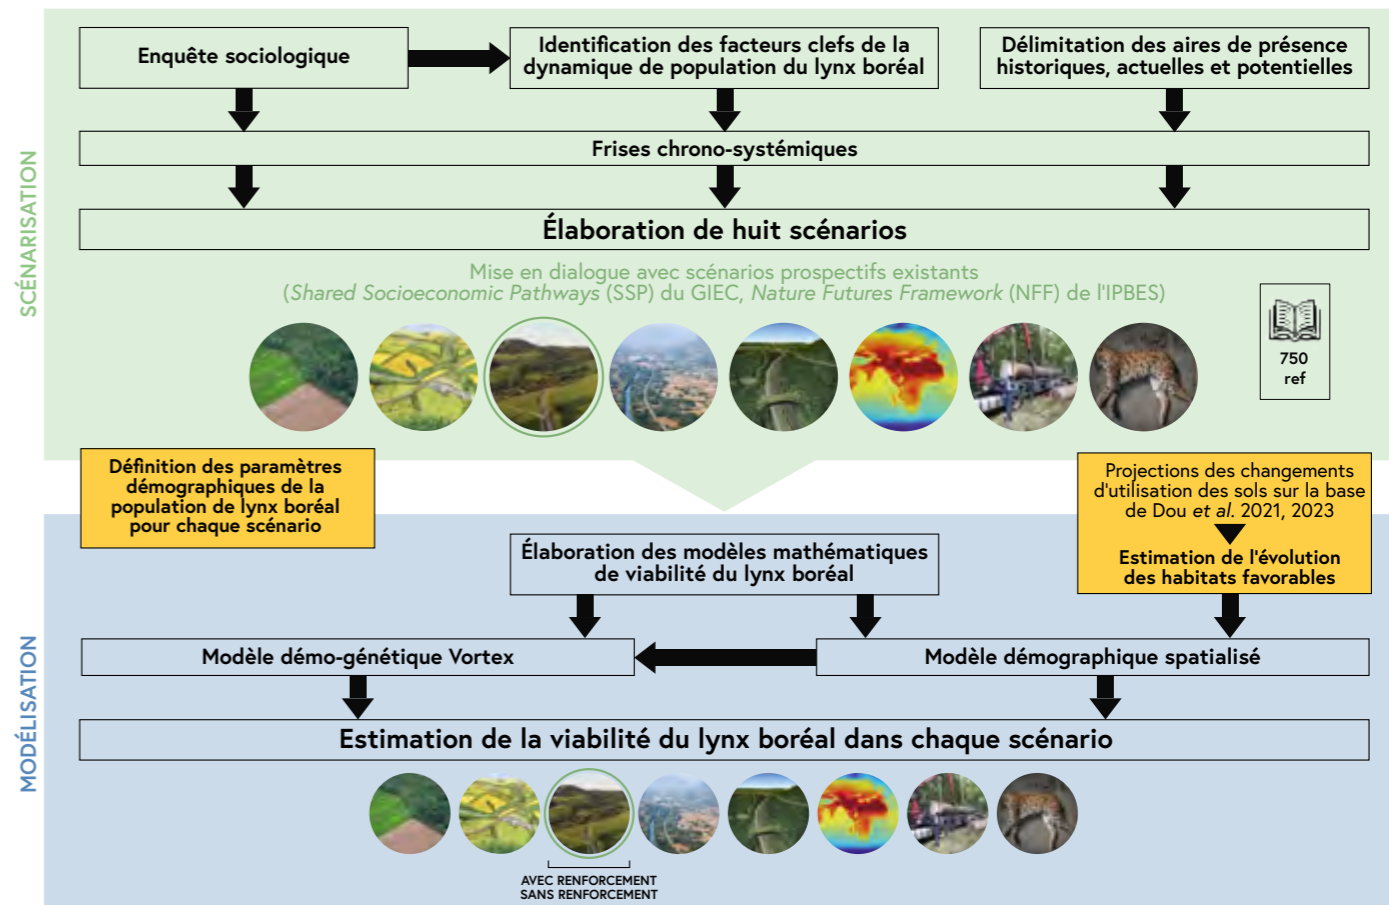 SCÉNARISATION
Enquête sociologique
Identification des facteurs clefs de la
dynamique de population du lynx boréal
Délimitation des aires de présence
historiques, actuelles et potentielles
Frises chrono-systémiques
Élaboration de huit scénarios
Mise en dialogue avec scénarios prospectifs existants
(Shared Socioeconomic Pathways (SSP) du GIEC, Nature Futures Framework (NFF) de l'IPBES)
750
ref
Définition des paramètres
démographiques de la
population de lynx boréal
pour chaque scénario
Projections des changements
d'utilisation des sols sur la base
de Dou et al. 2021, 2023
Estimation de l'évolution
des habitats favorables
MODÉLISATION
Élaboration des modèles mathématiques
de viabilité du lynx boréal
Modèle démo-génétique Vortex
Modèle démographique spatialisé
Estimation de la viabilité du lynx boréal dans chaque scénario
AVEC RENFORCEMENT
SANS RENFORCEMENT